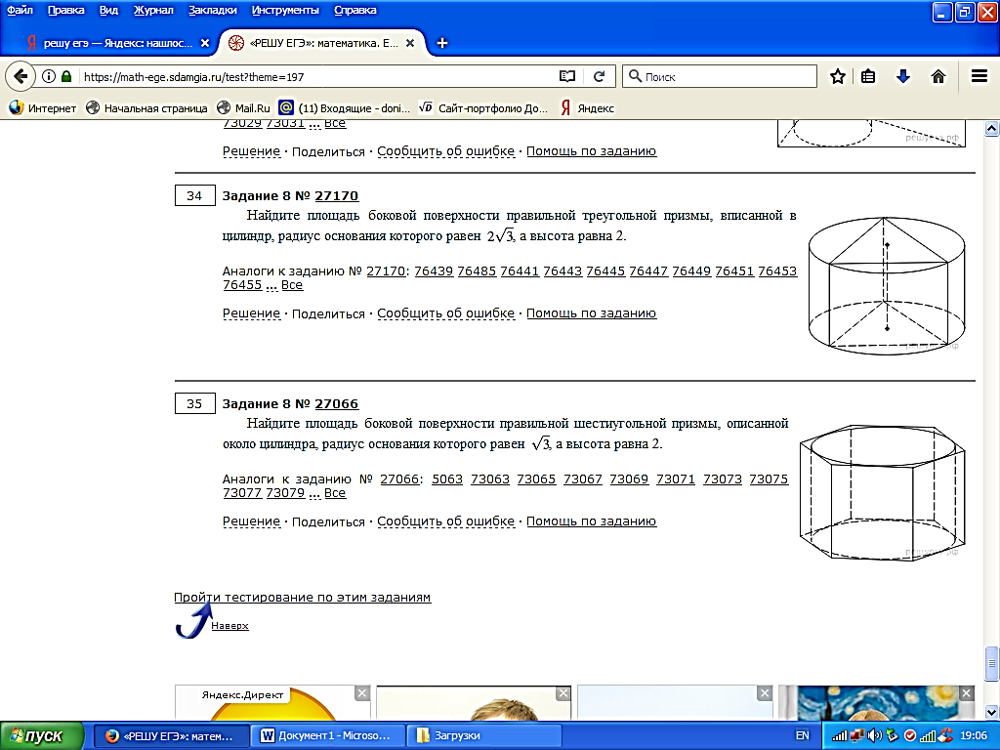 Файл Правка Вид Журнал Закладки Инструменты Справка
решу егэ — Яндекс: нашлос... «РЕШУ ЕГЭ»: математика. Е...
https://math-ege.sdamgia.ru/test?theme=197 Поиск
Интернет Начальная страница Mail.Ru (11) Входящие - doni... Сайт-портфолио До... Яндекс
73029 73031 ... Все
Решение · Поделиться · Сообщить об ошибке · Помощь по заданию
34 Задание 8 № 27170
Найдите площадь боковой поверхности правильной треугольной призмы, вписанной в
цилиндр, радиус основания которого равен 2√3, а высота равна 2.
Аналоги к заданию № 27170: 76439 76485 76441 76443 76445 76447 76449 76451 76453
76455 ... Все
Решение · Поделиться · Сообщить об ошибке · Помощь по заданию
35 Задание 8 № 27066
Найдите площадь боковой поверхности правильной шестиугольной призмы, описанной
около цилиндра, радиус основания которого равен √3, а высота равна 2.
Аналоги к заданию № 27066: 5063 73063 73065 73067 73069 73071 73073 73075
73077 73079 ... Все
Решение · Поделиться · Сообщить об ошибке · Помощь по заданию
Пройти тестирование по этим заданиям
Наверх
Яндекс.Директ
пуск «РЕШУ ЕГЭ»: матем... Документ1 - Microso... Загрузки EN 19:06